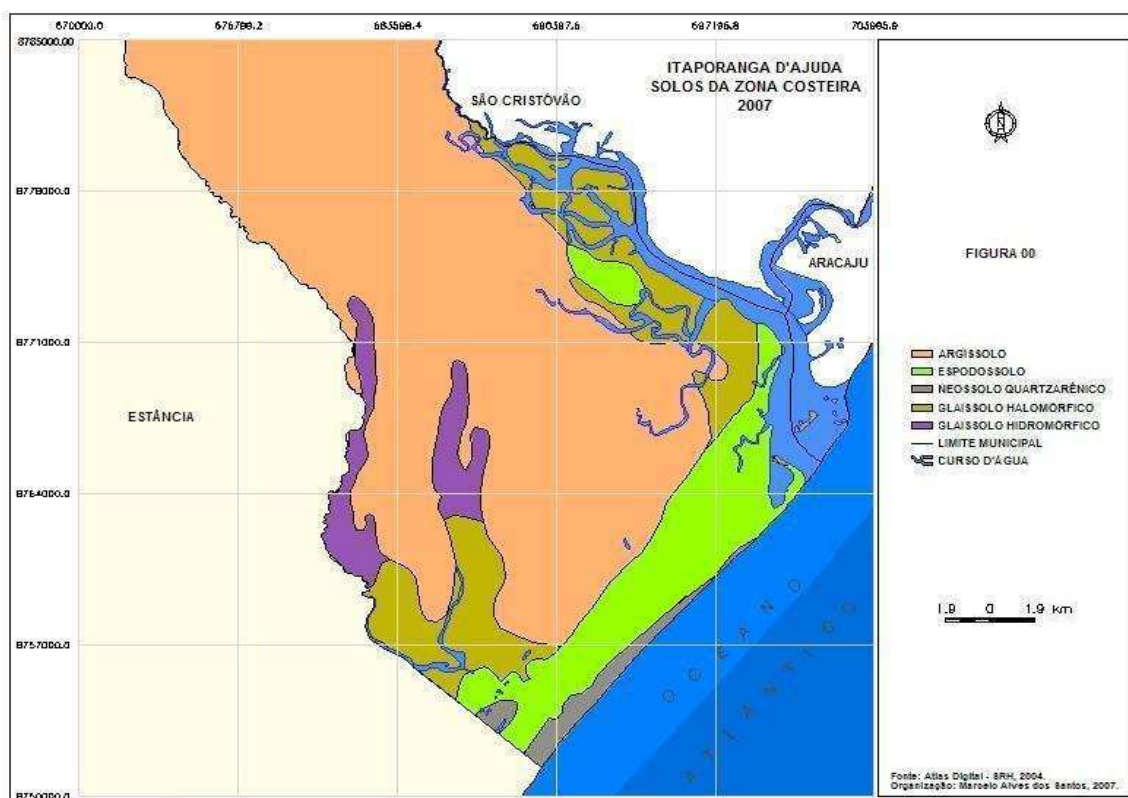 670000.0 676799.2 683598.4 690397.6 697196.8 703995.9
8785000.00
8778000.0
8771000.0
8764000.0
8757000.0
8750000.0
ITAPORANGA D'AJUDA
SOLOS DA ZONA COSTEIRA
2007
SÃO CRISTÓVÃO
ARACAJU
ESTÂNCIA
OCEANO
ATLÂNTICO
N
FIGURA 00
ARGISSOLO
ESPODOSSOLO
NEOSSOLO QUARTZARÊNICO
GLAISSOLO HALOMÓRFICO
GLAISSOLO HIDROMÓRFICO
LIMITE MUNICIPAL
CURSO D'ÁGUA
1.9 0 1.9 km
Fonte: Atlas Digital - SRH, 2004.
Organização: Marcelo Alves dos Santos, 2007.